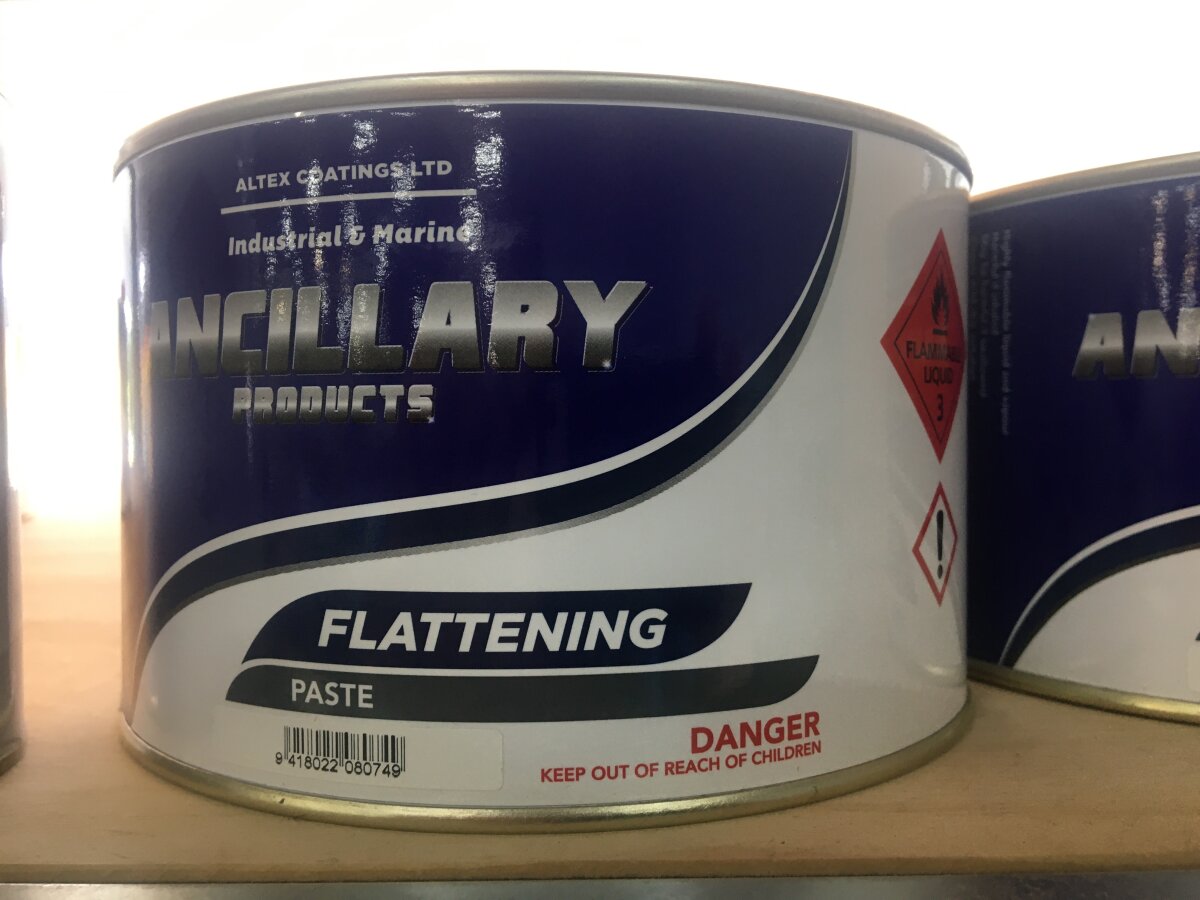 ALTEX COATINGS LTD
Industrial & Marine
ANCILLARY
PRODUCTS
FLAMMABLE
LIQUID
3
!
FLATTENING
PASTE
9 418022 080749
DANGER
KEEP OUT OF REACH OF CHILDREN
AN